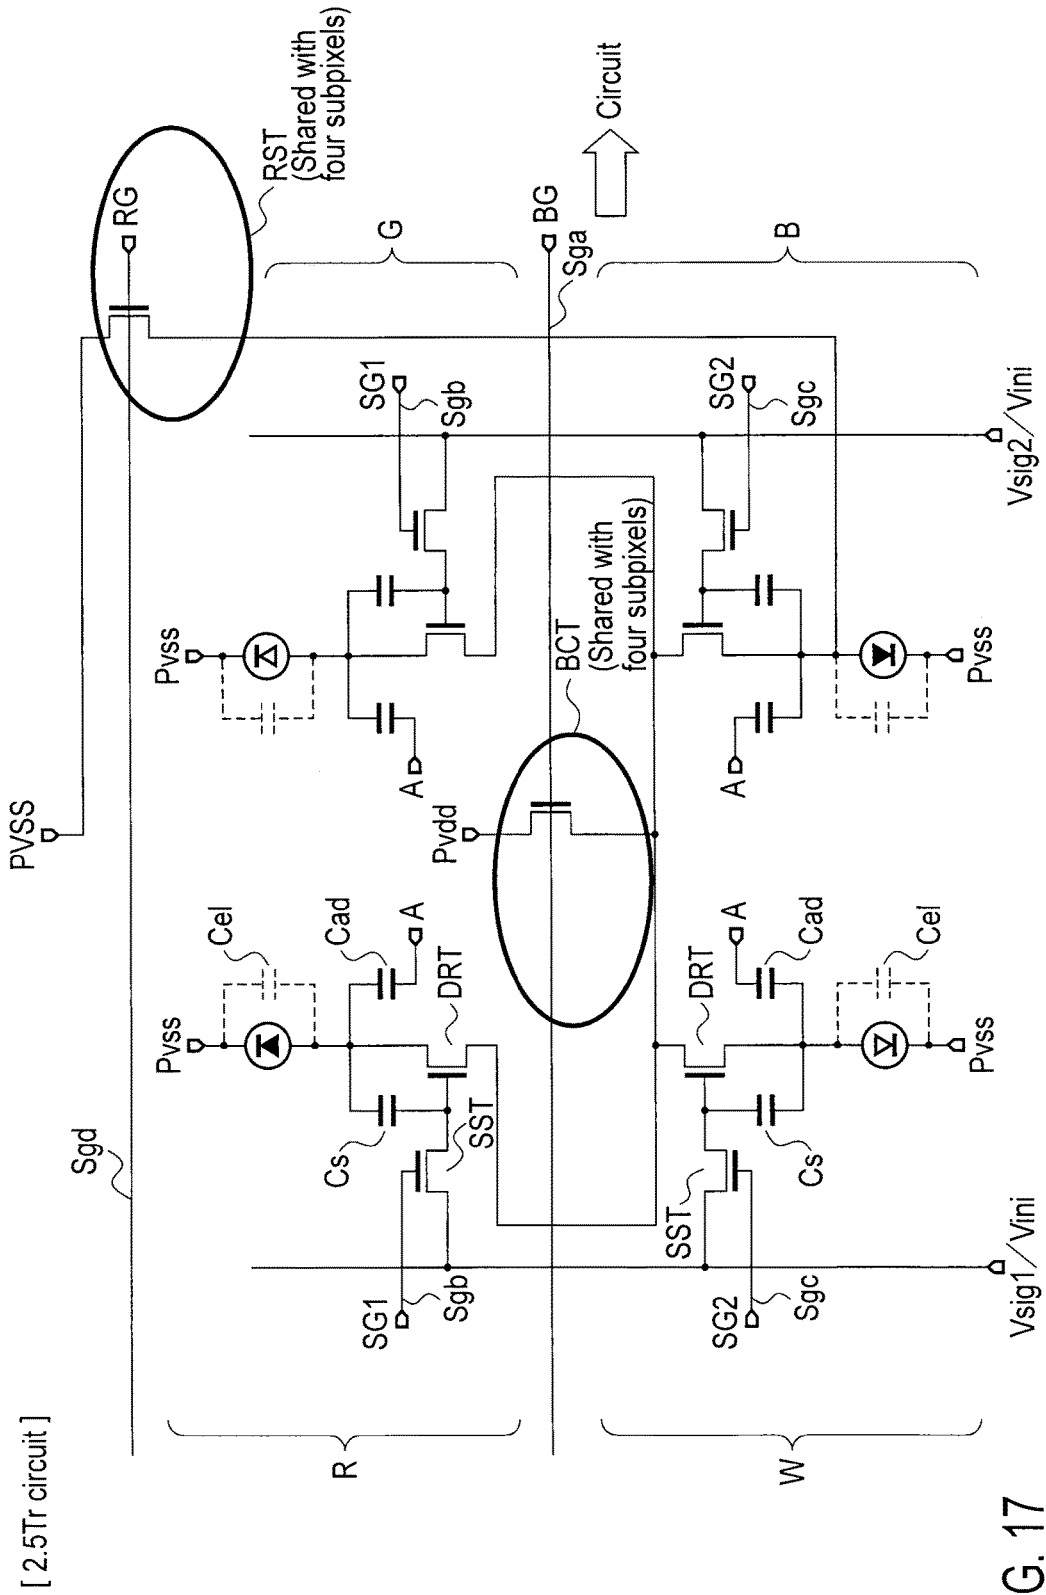 [ 2.5Tr circuit ]
PVSS
Sgd
RG
RST
(Shared with
four subpixels)
R
G
Pvss
Cel
Cad
A
DRT
Cs
SST
SG1
Sgb
Pvss
A
SG1
Sgb
Pvdd
BCT
(Shared with
four subpixels)
BG
Sga
Circuit
W
B
SST
SG2
Sgc
DRT
A
Cad
Cel
Cs
Pvss
A
SG2
Sgc
Pvss
Vsig1/Vini
Vsig2/Vini
G. 17